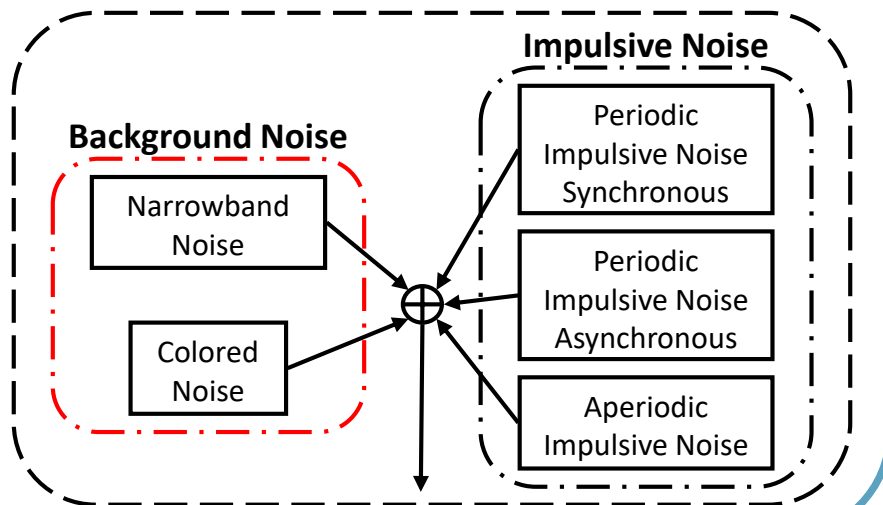 Impulsive Noise
Periodic
Impulsive Noise
Synchronous
Background Noise
Narrowband
Noise
Periodic
Impulsive Noise
Asynchronous
Colored
Noise
Aperiodic
Impulsive Noise